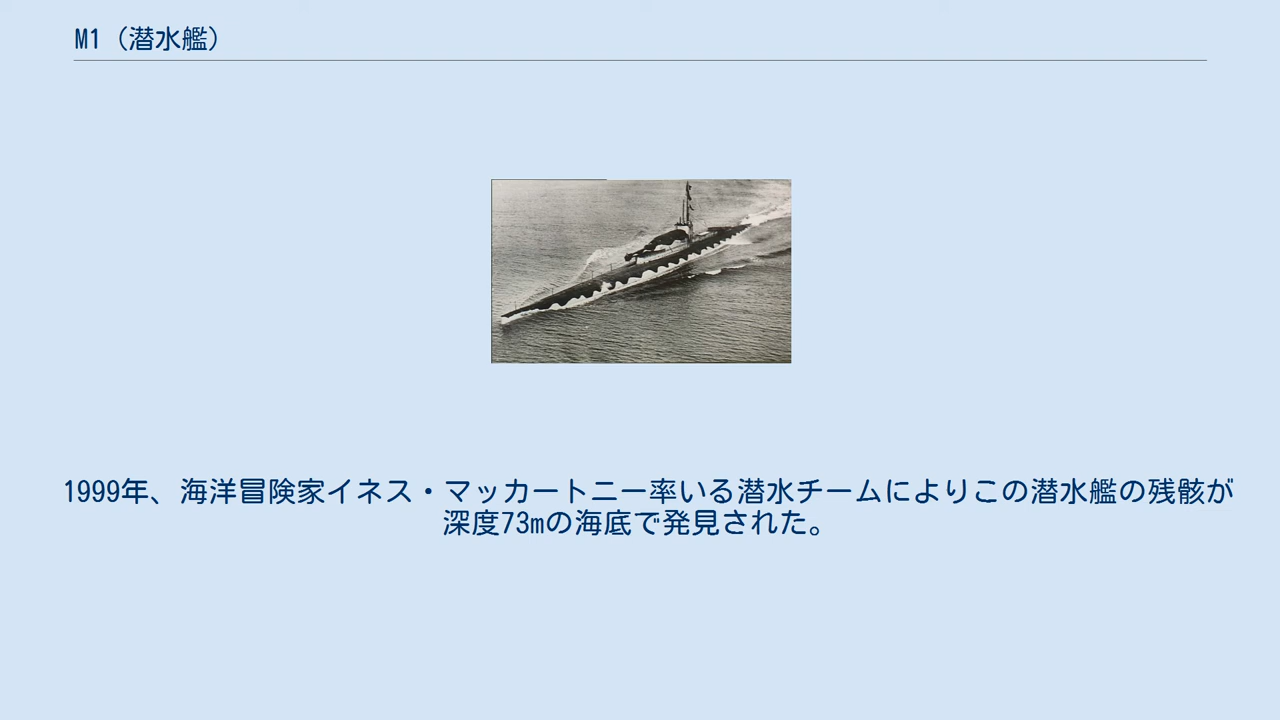 M1（潜水艦）
1999年、海洋冒険家イネス・マッカートニー率いる潜水チームによりこの潜水艦の残骸が
深度73mの海底で発見された。